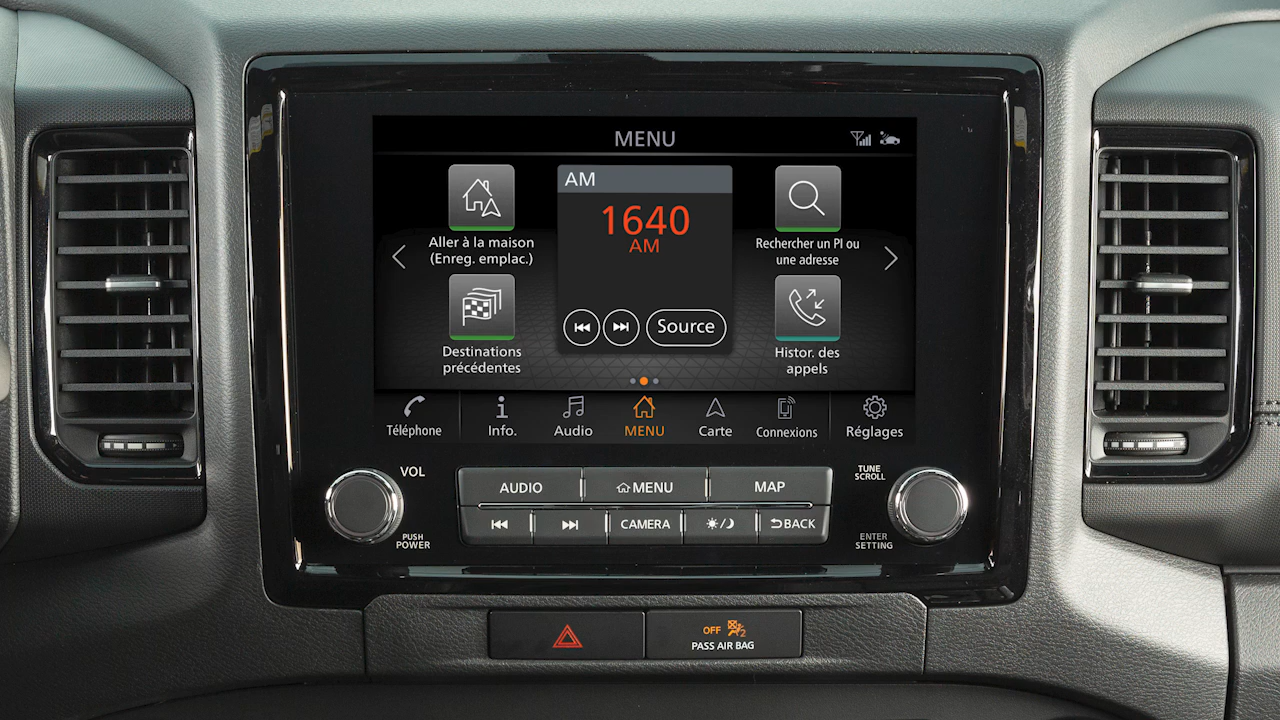 MENU
AM
1640
AM
Aller à la maison
(Enreg. emplac.)
Rechercher un PI ou
une adresse
Source
Destinations
précédentes
Histor. des
appels
Téléphone
Info.
Audio
MENU
Carte
Connexions
Réglages
VOL
PUSH
POWER
AUDIO
MENU
MAP
CAMERA
BACK
TUNE
SCROLL
ENTER
SETTING
OFF
2
PASS AIR BAG